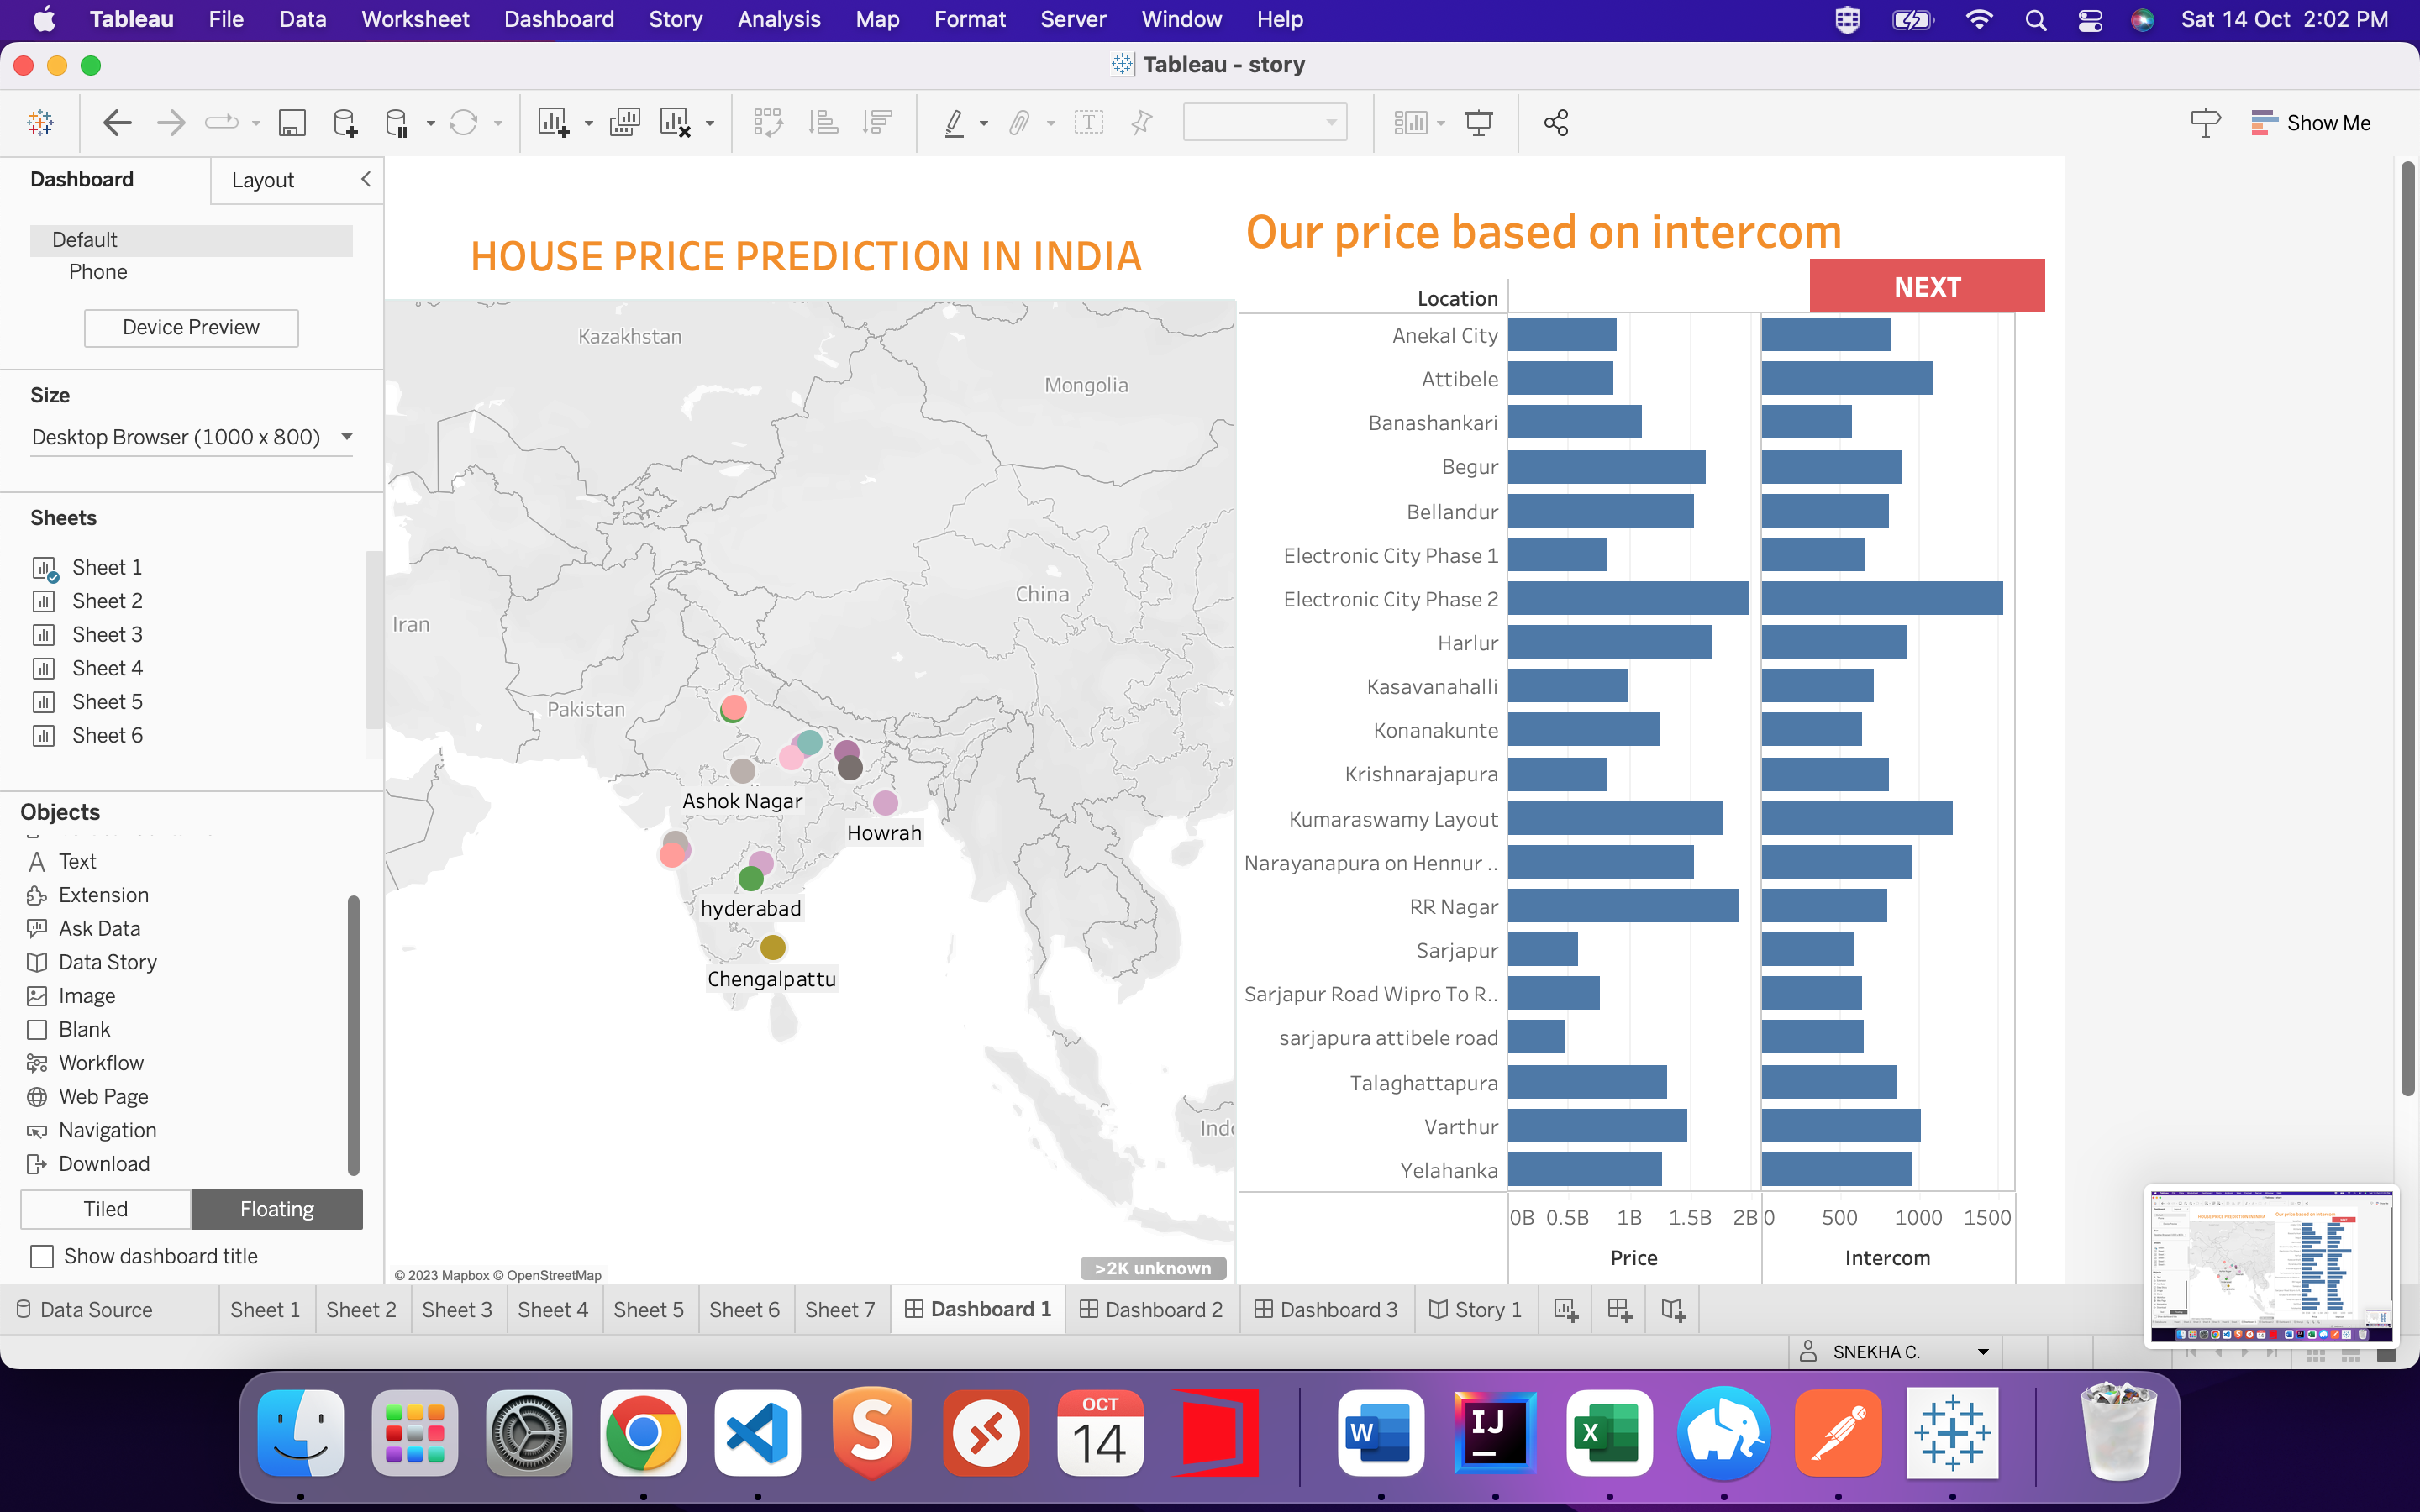 Tableau File Data Worksheet Dashboard Story Analysis Map Format Server Window Help Sat 14 Oct 2:02 PM
Tableau - story
Show Me
Dashboard Layout
Default
Phone
Device Preview
Size
Desktop Browser (1000 x 800)
Sheets
Sheet 1
Sheet 2
Sheet 3
Sheet 4
Sheet 5
Sheet 6
Objects
Text
Extension
Ask Data
Data Story
Image
Blank
Workflow
Web Page
Navigation
Download
Tiled Floating
Show dashboard title
HOUSE PRICE PREDICTION IN INDIA
Kazakhstan
Mongolia
China
Iran
Pakistan
Ashok Nagar
Howrah
hyderabad
Chengalpattu
© 2023 Mapbox © OpenStreetMap
>2K unknown
Our price based on intercom
NEXT
Location
Anekal City
Attibele
Banashankari
Begur
Bellandur
Electronic City Phase 1
Electronic City Phase 2
Harlur
Kasavanahalli
Konanakunte
Krishnarajapura
Kumaraswamy Layout
Narayanapura on Hennur ..
RR Nagar
Sarjapur
Sarjapur Road Wipro To R..
sarjapura attibele road
Talaghattapura
Varthur
Yelahanka
0B 0.5B 1B 1.5B 2B 0 500 1000 1500
Price Intercom
Data Source Sheet 1 Sheet 2 Sheet 3 Sheet 4 Sheet 5 Sheet 6 Sheet 7 Dashboard 1 Dashboard 2 Dashboard 3 Story 1
SNEKHA C.
OCT
14
W
IJ
X